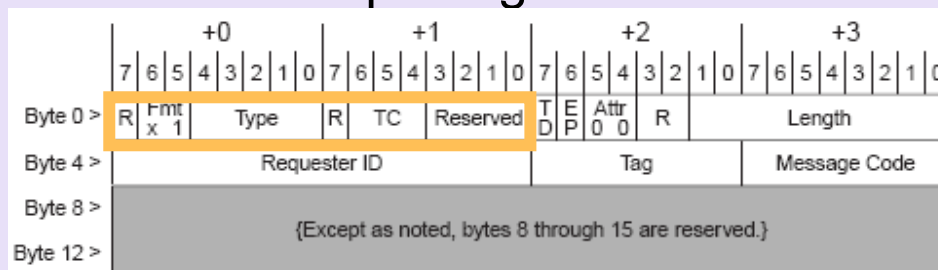 +0 +1 +2 +3
7 6 5 4 3 2 1 0 7 6 5 4 3 2 1 0 7 6 5 4 3 2 1 0 7 6 5 4 3 2 1 0
Byte 0 > R Fmt x 1 Type R TC Reserved TD EP Attr 0 0 R Length
Byte 4 > Requester ID Tag Message Code
Byte 8 >
{Except as noted, bytes 8 through 15 are reserved.}
Byte 12 >